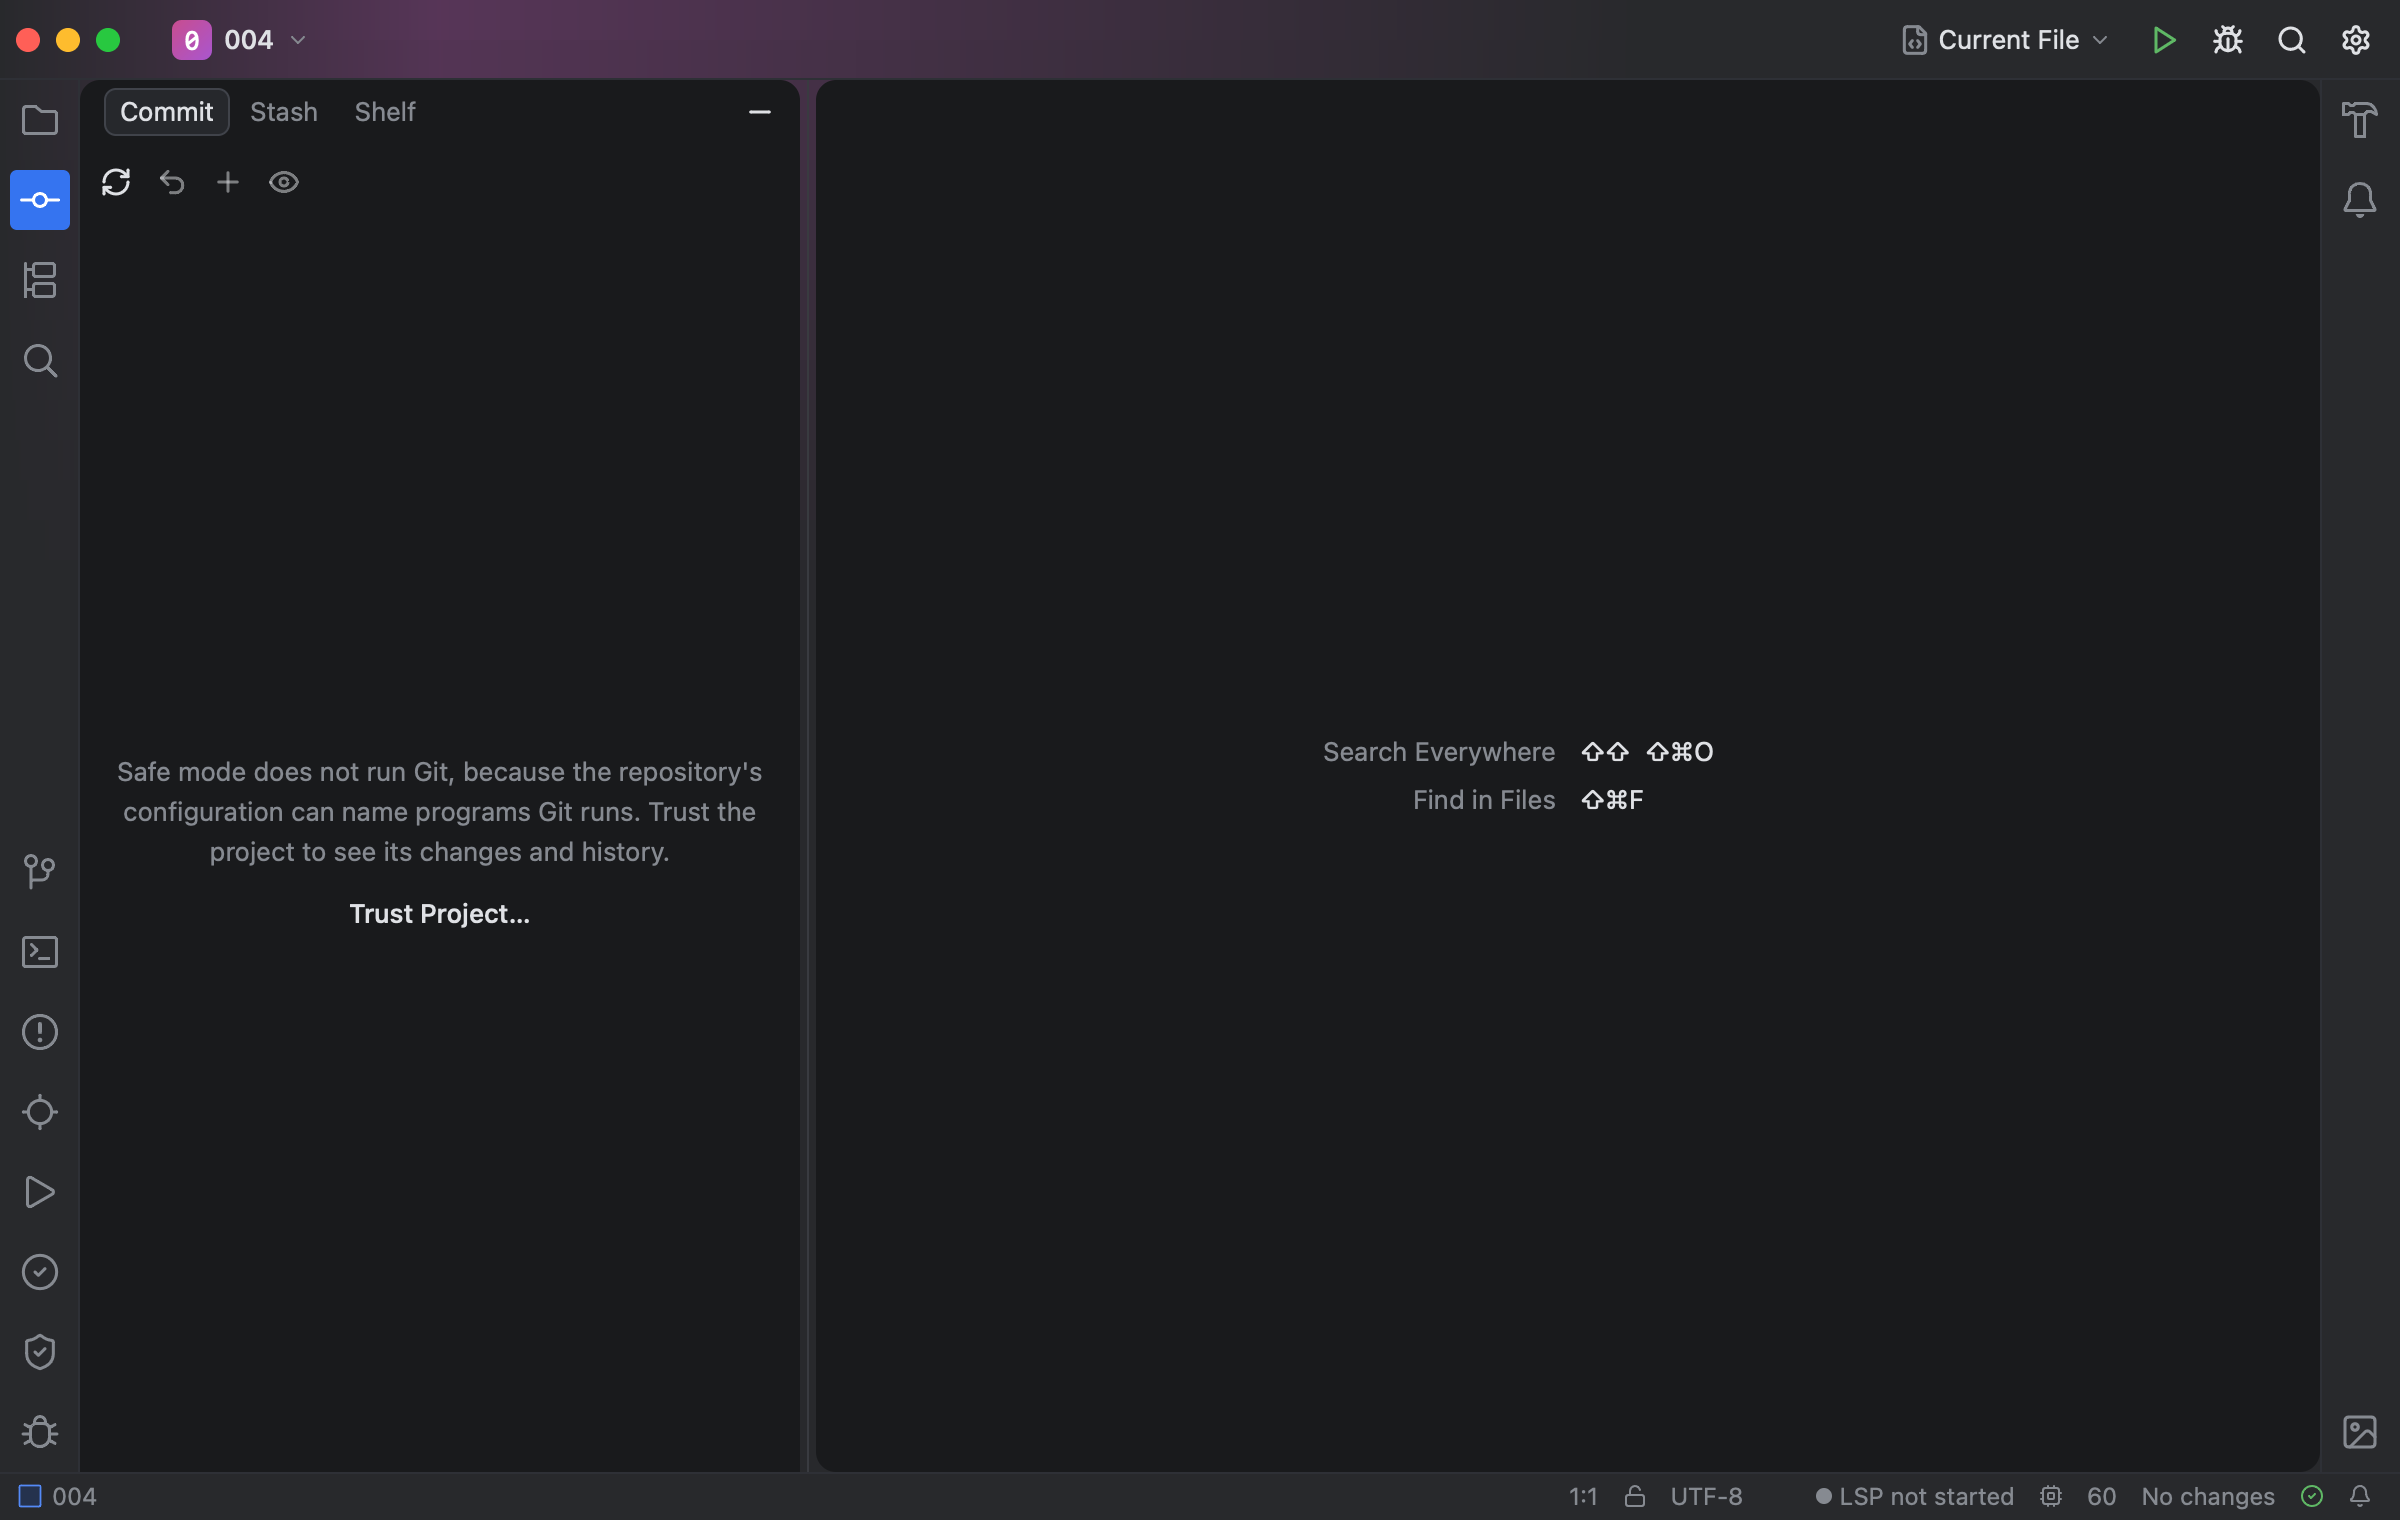 0 004
Current File
Commit Stash Shelf
Safe mode does not run Git, because the repository's
configuration can name programs Git runs. Trust the
project to see its changes and history.
Trust Project...
Search Everywhere ⇧⇧ ⇧⌘O
Find in Files ⇧⌘F
004
1:1 UTF-8 LSP not started 60 No changes